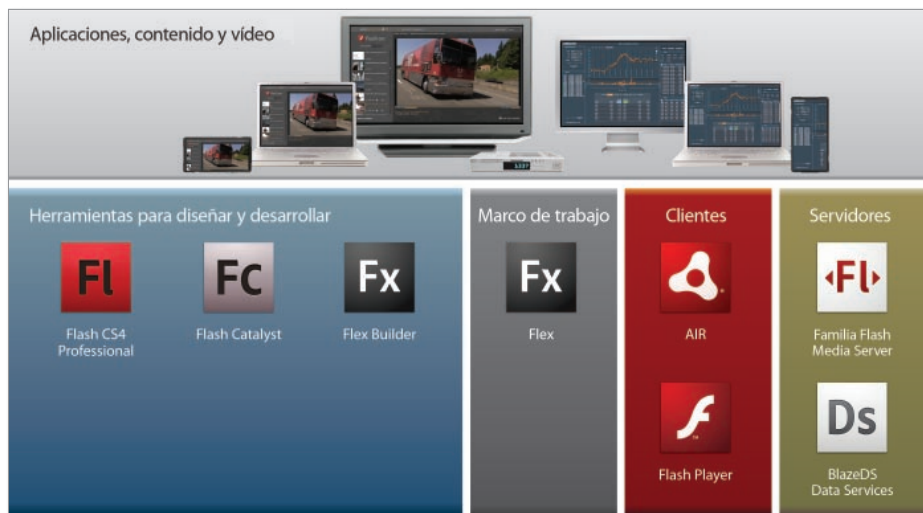 Aplicaciones, contenido y vídeo
Herramientas para diseñar y desarrollar
Fl
Fc
Fx
Flash CS4
Professional
Flash Catalyst
Flex Builder
Marco de trabajo
Fx
Flex
Clientes
AIR
Flash Player
Servidores
Fl
Familia Flash
Media Server
Ds
BlazeDS
Data Services